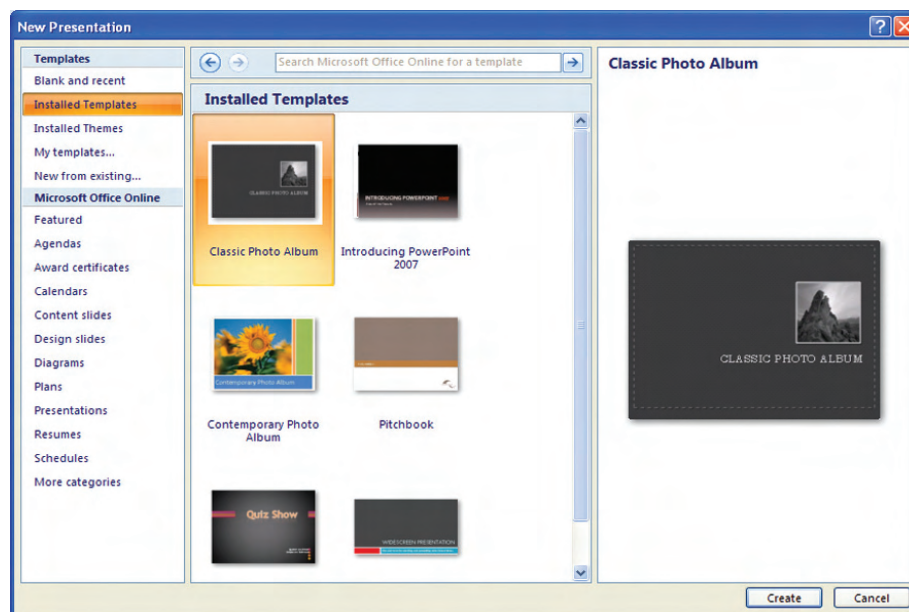 New Presentation
Templates
Blank and recent
Installed Templates
Installed Themes
My templates...
New from existing...
Microsoft Office Online
Featured
Agendas
Award certificates
Calendars
Content slides
Design slides
Diagrams
Plans
Presentations
Resumes
Schedules
More categories
Search Microsoft Office Online for a template
Installed Templates
CLASSIC PHOTO ALBUM
Classic Photo Album
INTRODUCING POWERPOINT
Introducing PowerPoint
2007
Contemporary Photo Album
Contemporary Photo
Album
Pitchbook
Quiz Show
WIDESCREEN PRESENTATION
Classic Photo Album
CLASSIC PHOTO ALBUM
Create
Cancel